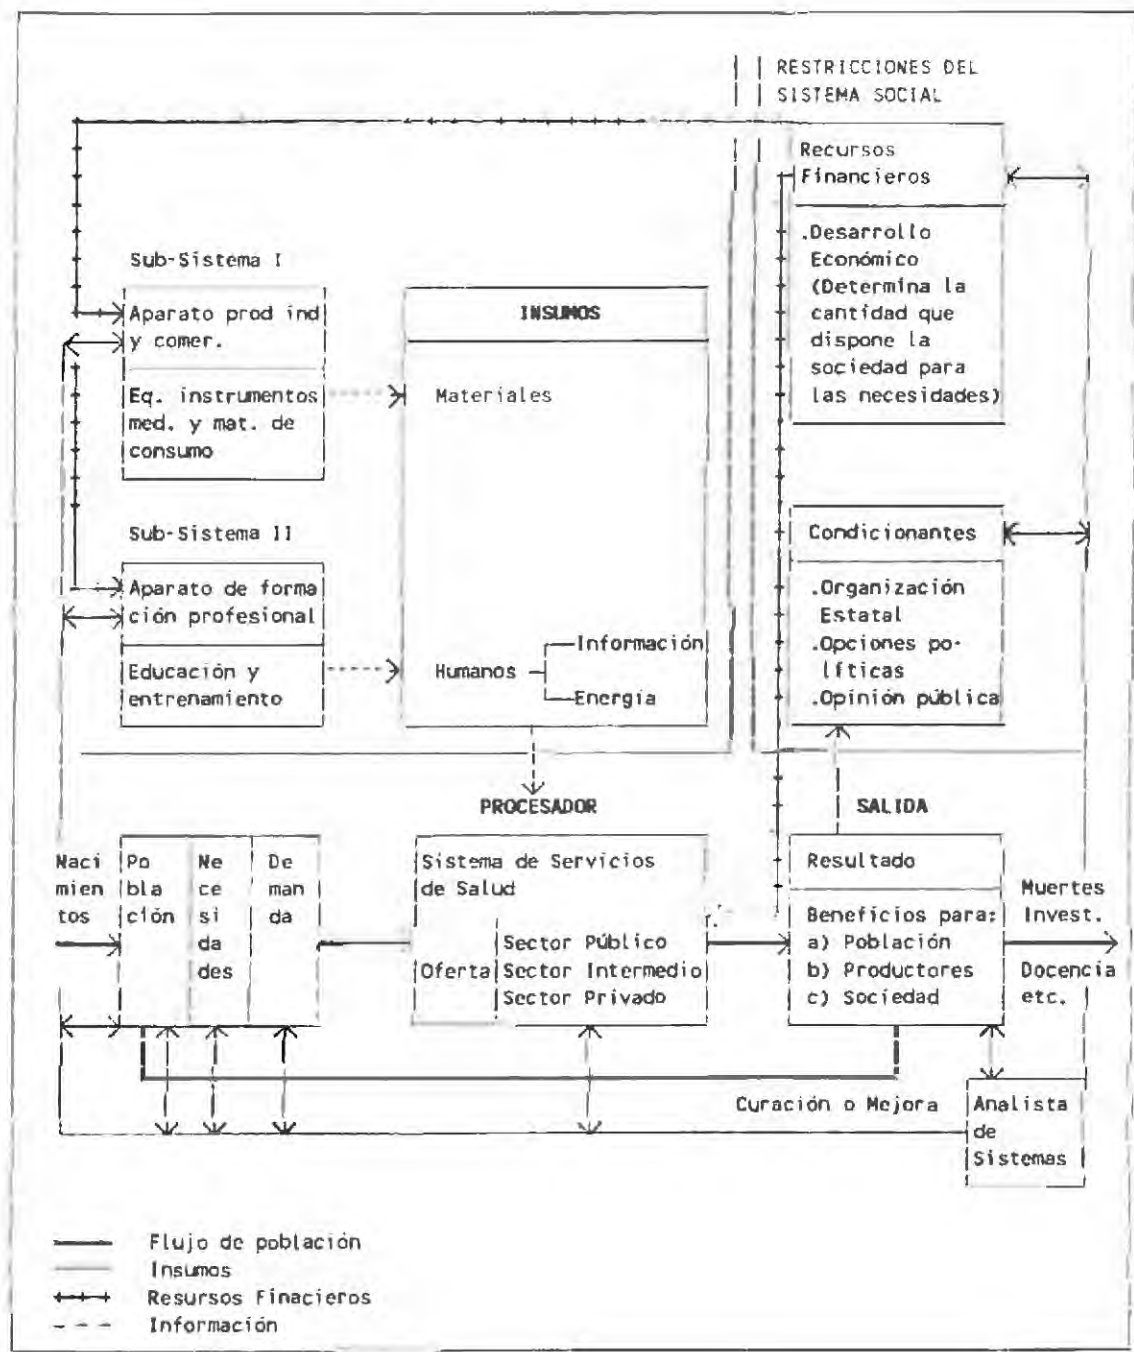 RESTRICCIONES DEL
SISTEMA SOCIAL
Recursos
Financieros
.Desarrollo
Económico
(Determina la
cantidad que
dispone la
sociedad para
las necesidades)
Sub-Sistema I
Aparato prod ind
y comer.
Eq. instrumentos
med. y mat. de
consumo
INSUMOS
Materiales
Sub-Sistema II
Aparato de forma
ción profesional
Educación y
entrenamiento
Humanos
Información
Energia
Condicionantes
.Organización
Estatal
.Opciones po-
líticas
.Opinión pública
PROCESADOR
SALIDA
Naci
mien
tos
Po
bla
ción
Ne
ce
si
da
des
De
man
da
Sistema de Servicios
de Salud
Oferta
Sector Público
Sector Intermedio
Sector Privado
Resultado
Beneficios para:
a) Población
b) Productores
c) Sociedad
Muertes
Invest.
Docencia
etc.
Curación o Mejora
Analista
de
Sistemas
Flujo de población
Insumos
Resursos Finacieros
Información